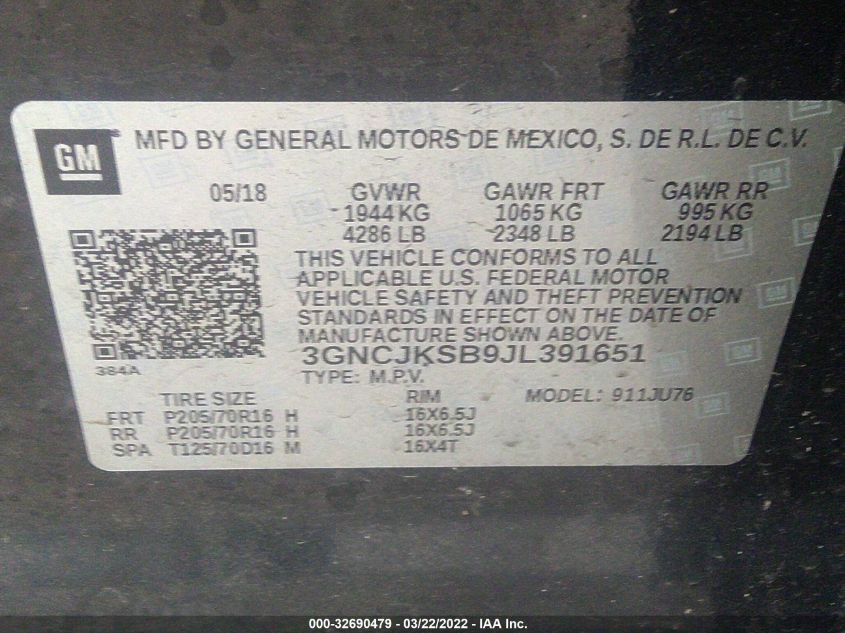 GM MFD BY GENERAL MOTORS DE MEXICO, S. DE R.L. DE C.V.
05/18 GVWR GAWR FRT GAWR RR
1944 KG 1065 KG 995 KG
4286 LB 2348 LB 2194 LB
THIS VEHICLE CONFORMS TO ALL
APPLICABLE U.S. FEDERAL MOTOR
VEHICLE SAFETY AND THEFT PREVENTION
STANDARDS IN EFFECT ON THE DATE OF
MANUFACTURE SHOWN ABOVE.
3GNCJKSB9JL391651
384A
TYPE: M.P.V.
TIRE SIZE RIM MODEL: 911JU76
FRT P205/70R16 H 16X6.5J
RR P205/70R16 H 16X6.5J
SPA T125/70D16 M 16X4T
000-32690479 - 03/22/2022 - IAA Inc.